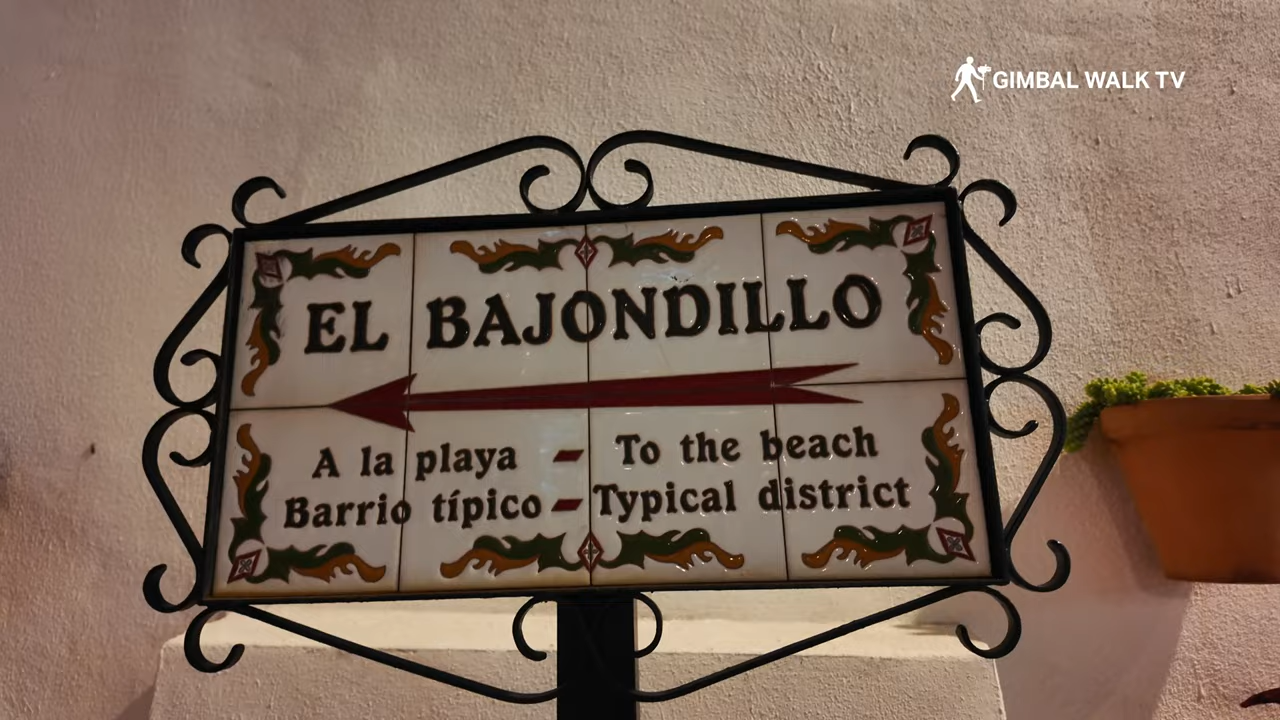 GIMBAL WALK TV
EL BAJONDILLO
A la playa - To the beach
Barrio típico - Typical district